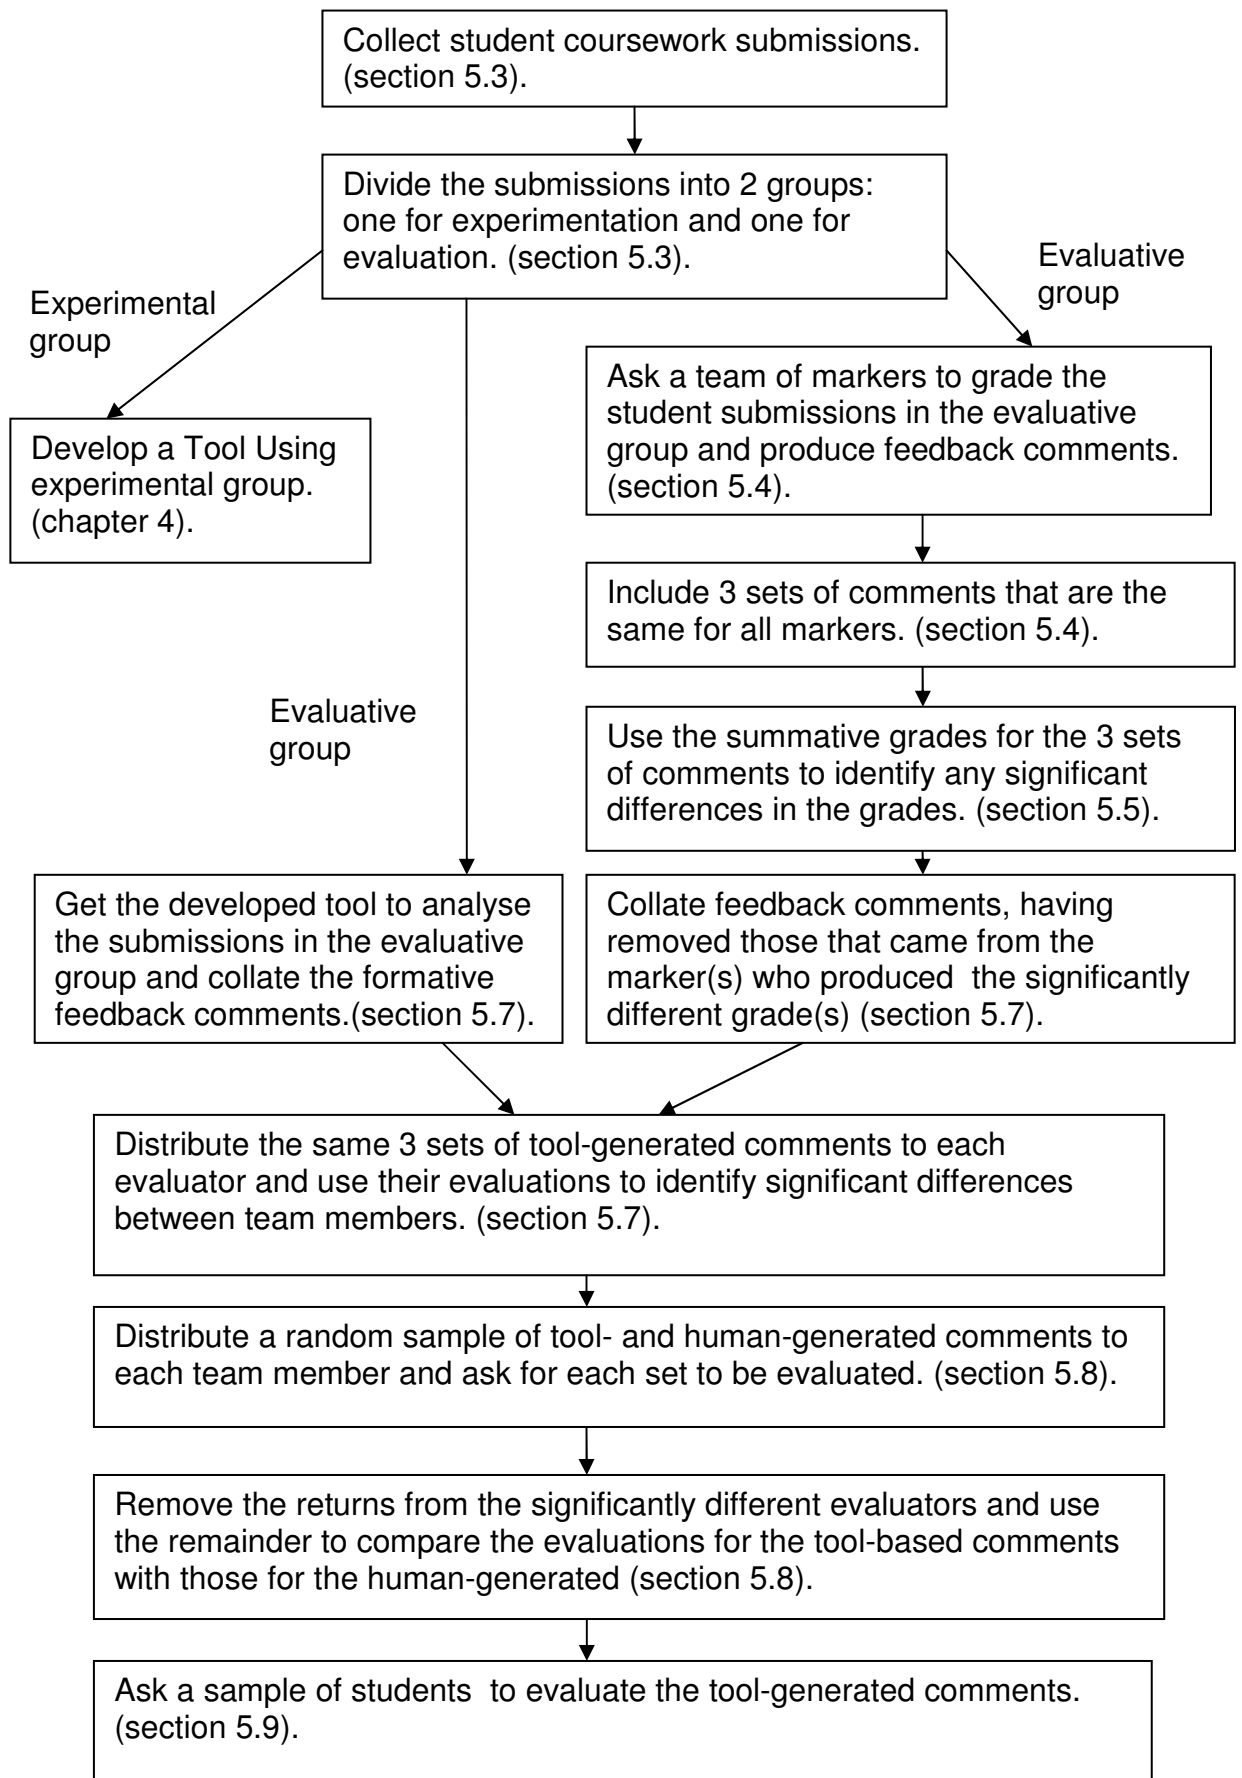 Collect student coursework submissions.
(section 5.3).
Divide the submissions into 2 groups:
one for experimentation and one for
evaluation. (section 5.3).
Evaluative
group
Experimental
group
Ask a team of markers to grade the
student submissions in the evaluative
group and produce feedback comments.
(section 5.4).
Develop a Tool Using
experimental group.
(chapter 4).
Include 3 sets of comments that are the
same for all markers. (section 5.4).
Evaluative
group
Use the summative grades for the 3 sets
of comments to identify any significant
differences in the grades. (section 5.5).
Get the developed tool to analyse
the submissions in the evaluative
group and collate the formative
feedback comments.(section 5.7).
Collate feedback comments, having
removed those that came from the
marker(s) who produced  the significantly
different grade(s) (section 5.7).
Distribute the same 3 sets of tool-generated comments to each
evaluator and use their evaluations to identify significant differences
between team members. (section 5.7).
Distribute a random sample of tool- and human-generated comments to
each team member and ask for each set to be evaluated. (section 5.8).
Remove the returns from the significantly different evaluators and use
the remainder to compare the evaluations for the tool-based comments
with those for the human-generated (section 5.8).
Ask a sample of students  to evaluate the tool-generated comments.
(section 5.9).